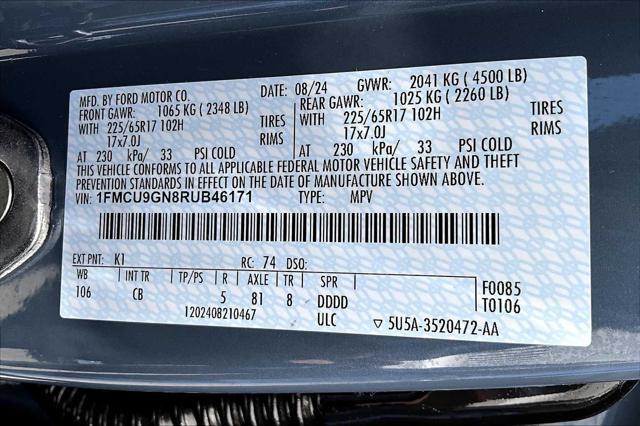 MFD. BY FORD MOTOR CO. DATE: 08/24 GVWR: 2041 KG ( 4500 LB)
FRONT GAWR: 1065 KG ( 2348 LB) REAR GAWR: 1025 KG ( 2260 LB)
WITH 225/65R17 102H TIRES WITH 225/65R17 102H TIRES
17x7.0J RIMS 17x7.0J RIMS
AT 230 kPa/ 33 PSI COLD AT 230 kPa/ 33 PSI COLD
THIS VEHICLE CONFORMS TO ALL APPLICABLE FEDERAL MOTOR VEHICLE SAFETY AND THEFT
PREVENTION STANDARDS IN EFFECT ON THE DATE OF MANUFACTURE SHOWN ABOVE.
VIN: 1FMCU9GN8RUB46171 TYPE: MPV
EXT PNT: K1 RC: 74 DSO:
WB INT TR TP/PS R AXLE TR SPR F0085
106 CB 5 81 8 DDDD T0106
1202408210467 ULC ▽ 5U5A-3520472-AA